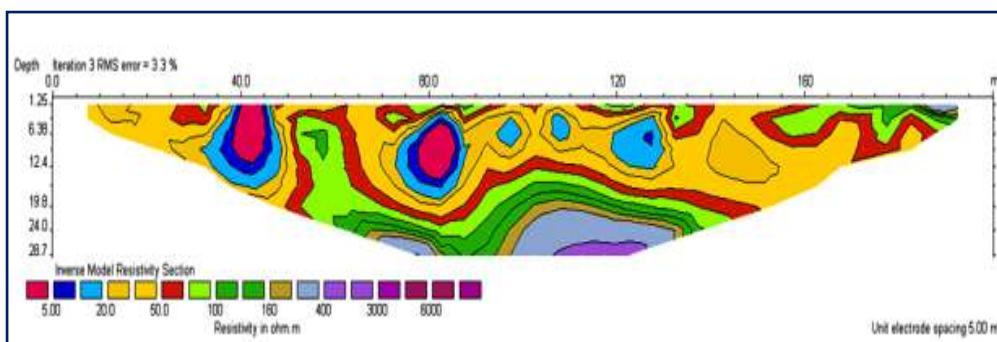 Depth Iteration 3 RMS error = 3.3 %
0.0 40.0 80.0 120 160 m
1.25
6.38
12.4
19.8
24.0
28.7
Inverse Model Resistivity Section
5.00 20.0 50.0 100 160 400 3000 6000
Resistivity in ohm.m
Unit electrode spacing 5.00 m